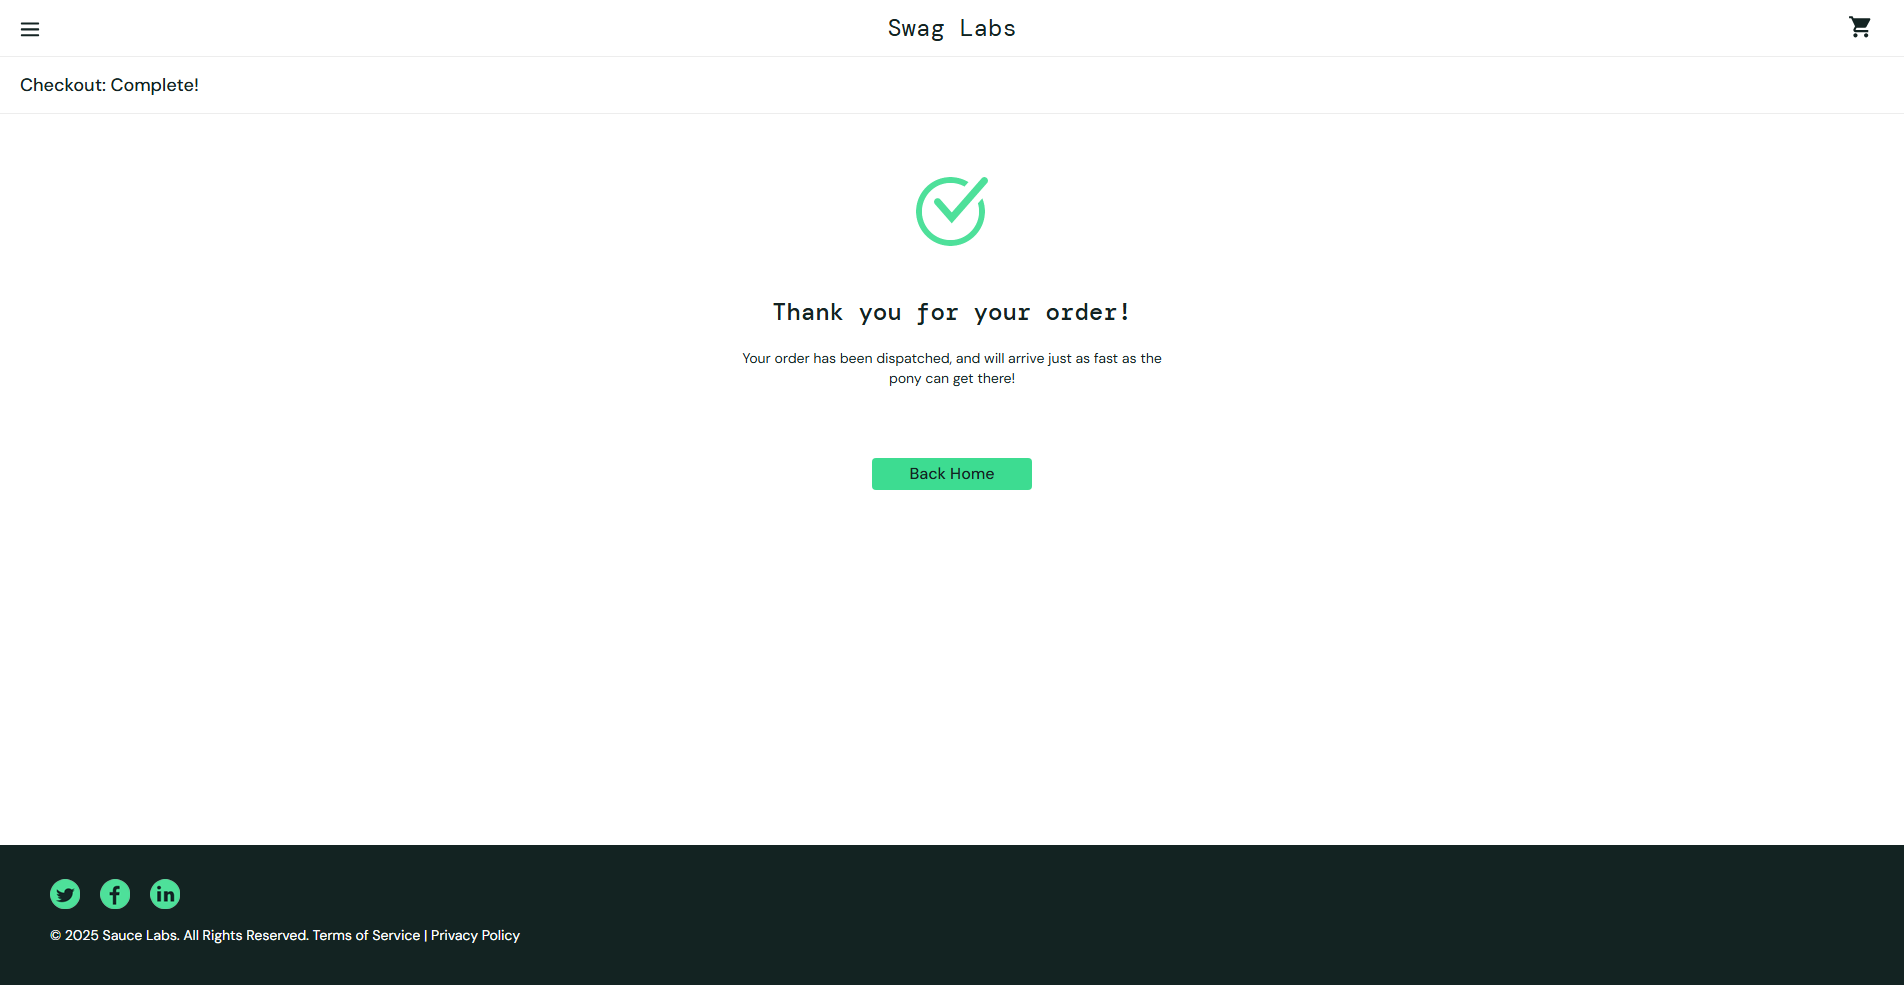 Swag Labs
Checkout: Complete!
Thank you for your order!
Your order has been dispatched, and will arrive just as fast as the
pony can get there!
Back Home
© 2025 Sauce Labs. All Rights Reserved. Terms of Service | Privacy Policy